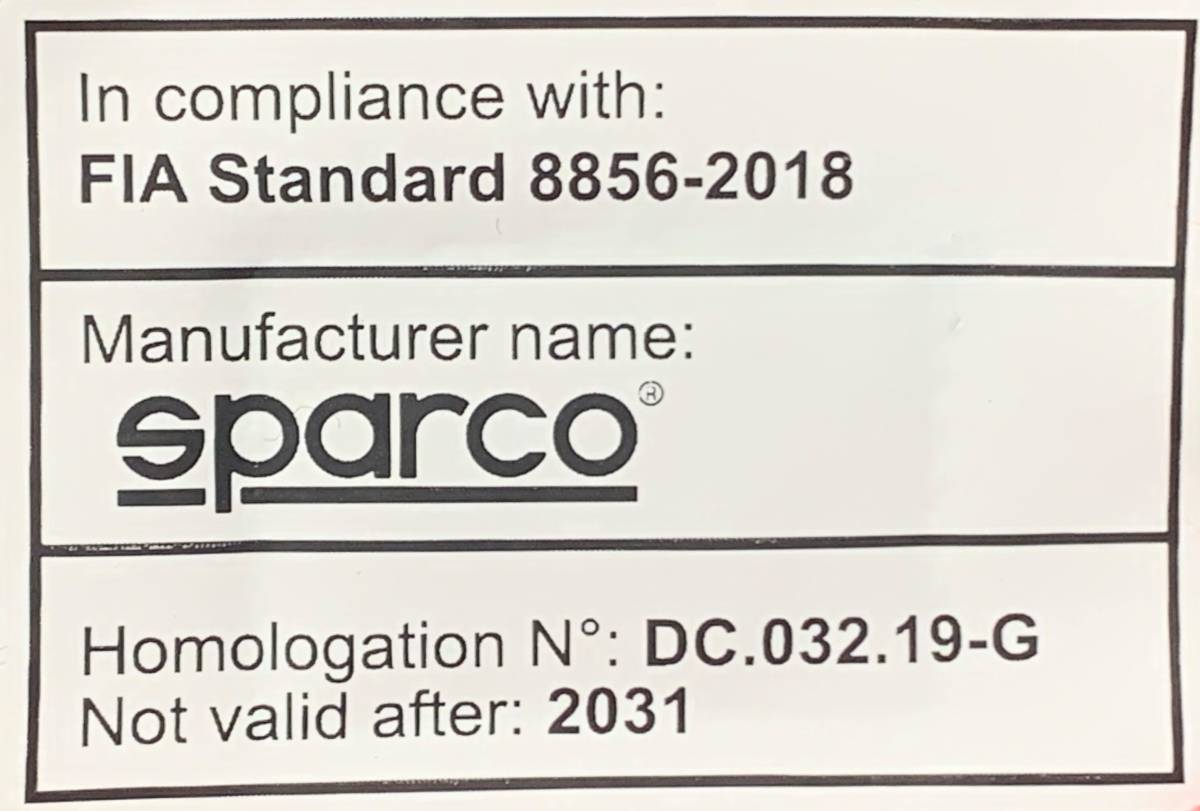 In compliance with:
FIA Standard 8856-2018
Manufacturer name:
sparco®
Homologation N°: DC.032.19-G
Not valid after: 2031